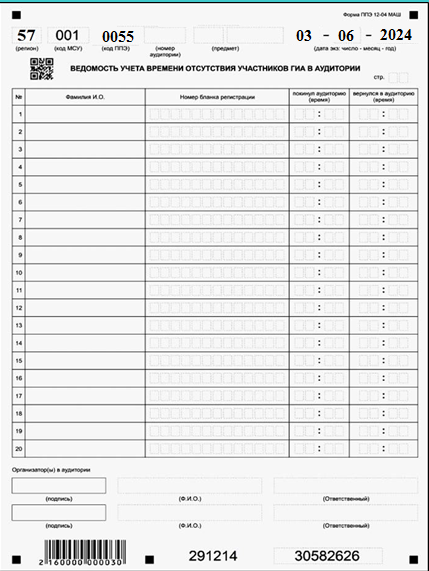 Форма ППЭ 12-04 МАШ
57 001 0055 03 - 06 - 2024
(регион) (код МСУ) (код ППЭ) (номер аудитории) (предмет) (дата экз: число - месяц - год)
ВЕДОМОСТЬ УЧЕТА ВРЕМЕНИ ОТСУТСТВИЯ УЧАСТНИКОВ ГИА В АУДИТОРИИ
стр.
№ Фамилия И.О. Номер бланка регистрации покинул аудиторию (время) вернулся в аудиторию (время)
1 : :
2 : :
3 : :
4 : :
5 : :
6 : :
7 : :
8 : :
9 : :
10 : :
11 : :
12 : :
13 : :
14 : :
15 : :
16 : :
17 : :
18 : :
19 : :
20 : :
Организатор(ы) в аудитории
(подпись) (Ф.И.О.) (Ответственный)
(подпись) (Ф.И.О.) (Ответственный)
2 160000 000030 291214 30582626